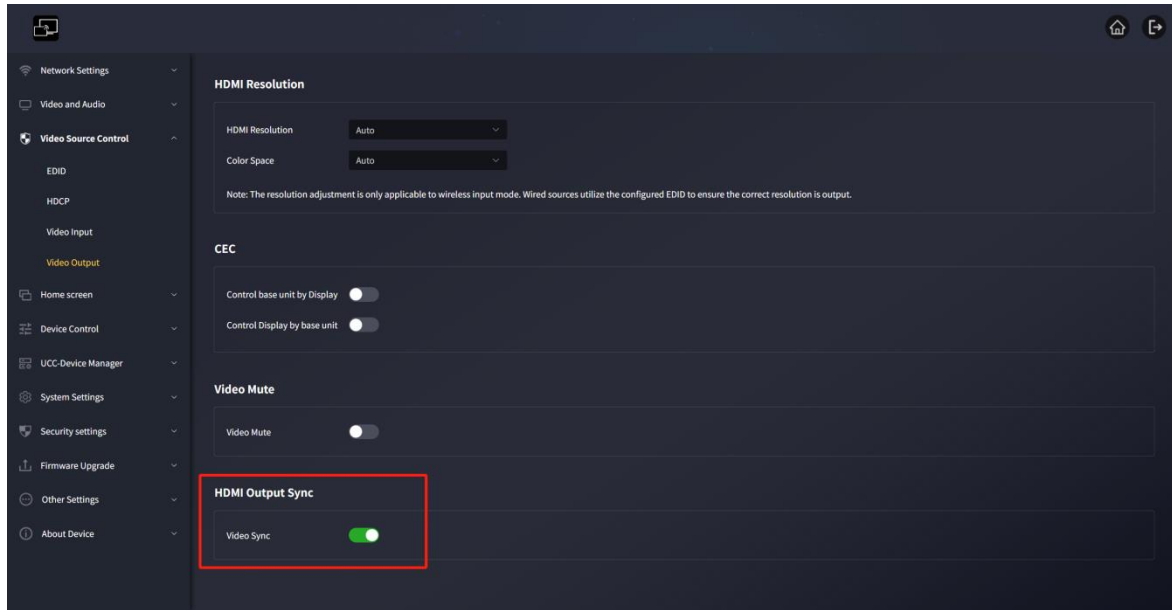 Network Settings
Video and Audio
Video Source Control
EDID
HDCP
Video Input
Video Output
Home screen
Device Control
UCC-Device Manager
System Settings
Security settings
Firmware Upgrade
Other Settings
About Device
HDMI Resolution
HDMI Resolution Auto
Color Space Auto
Note: The resolution adjustment is only applicable to wireless input mode. Wired sources utilize the configured EDID to ensure the correct resolution is output.
CEC
Control base unit by Display
Control Display by base unit
Video Mute
Video Mute
HDMI Output Sync
Video Sync